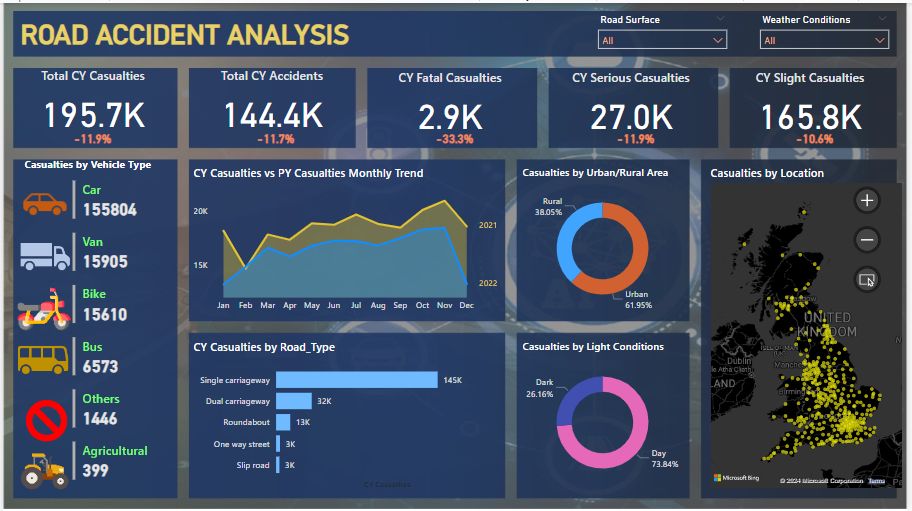 ROAD ACCIDENT ANALYSIS
Road Surface
All
Weather Conditions
All
Total CY Casualties
195.7K
-11.9%
Total CY Accidents
144.4K
-11.7%
CY Fatal Casualties
2.9K
-33.3%
CY Serious Casualties
27.0K
-11.9%
CY Slight Casualties
165.8K
-10.6%
Casualties by Vehicle Type
Car
155804
Van
15905
Bike
15610
Bus
6573
Others
1446
Agricultural
399
CY Casualties vs PY Casualties Monthly Trend
20K
15K
2021
2022
Jan Feb Mar Apr May Jun Jul Aug Sep Oct Nov Dec
CY Casualties by Road_Type
Single carriageway 145K
Dual carriageway 32K
Roundabout 13K
One way street 3K
Slip road 3K
CY Casualties
Casualties by Urban/Rural Area
Rural
38.05%
Urban
61.95%
Casualties by Light Conditions
Dark
26.16%
Day
73.84%
Casualties by Location
UNITED
KINGDOM
ISLE OF MAN
Dublin
le Atha Cliath
LAND
Microsoft Bing
© 2024 Microsoft Corporation Terms